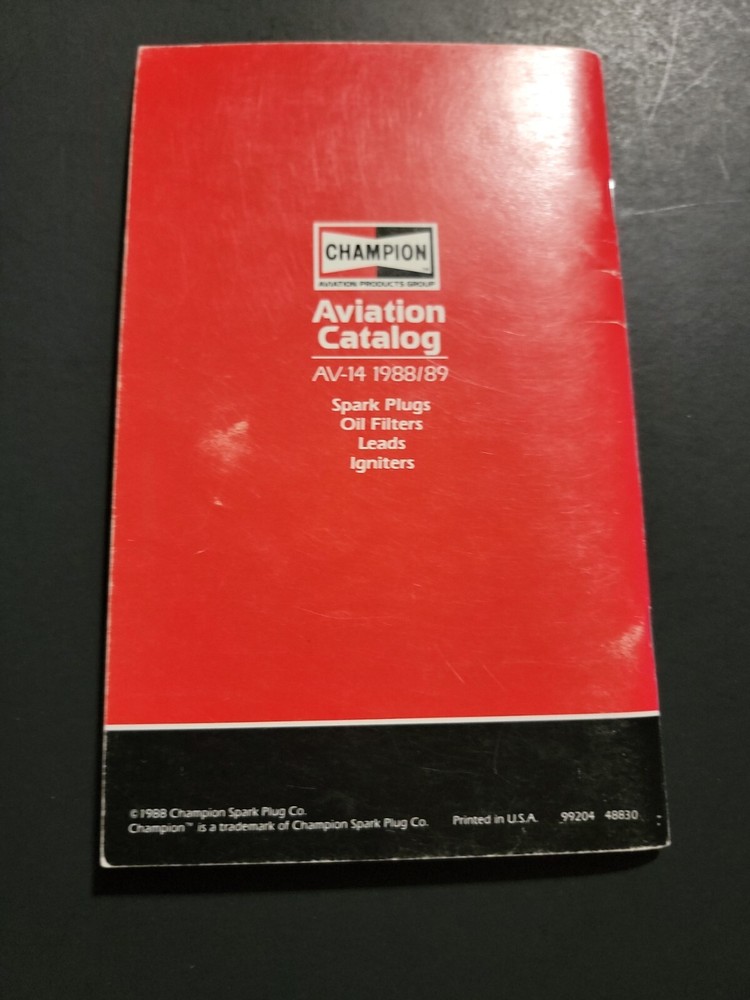 CHAMPION
AVIATION PRODUCTS GROUP
Aviation
Catalog
AV-14 1988/89
Spark Plugs
Oil Filters
Leads
Igniters
©1988 Champion Spark Plug Co.
Champion™ is a trademark of Champion Spark Plug Co. Printed in U.S.A. 99204 48830